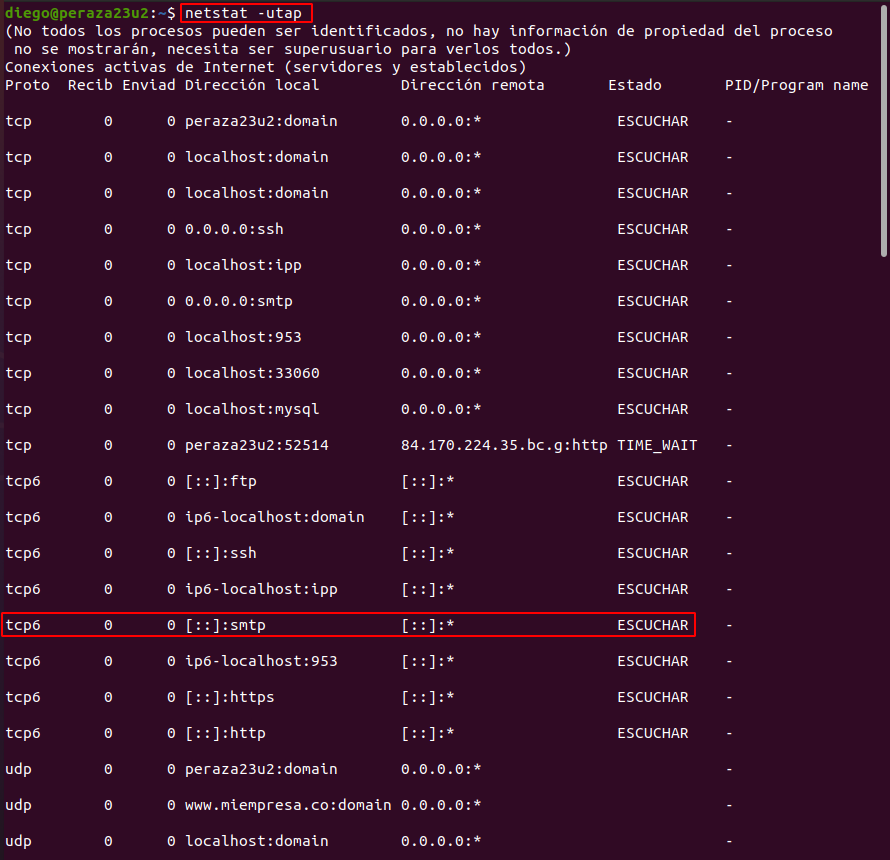 diego@peraza23u2:~$ netstat -utap
(No todos los procesos pueden ser identificados, no hay información de propiedad del proceso
 no se mostrarán, necesita ser superusuario para verlos todos.)
Conexiones activas de Internet (servidores y establecidos)
Proto  Recib Enviad Dirección local         Dirección remota       Estado       PID/Program name
tcp        0      0 peraza23u2:domain       0.0.0.0:*               ESCUCHAR    -
tcp        0      0 localhost:domain        0.0.0.0:*               ESCUCHAR    -
tcp        0      0 localhost:domain        0.0.0.0:*               ESCUCHAR    -
tcp        0      0 0.0.0.0:ssh             0.0.0.0:*               ESCUCHAR    -
tcp        0      0 localhost:ipp           0.0.0.0:*               ESCUCHAR    -
tcp        0      0 0.0.0.0:smtp            0.0.0.0:*               ESCUCHAR    -
tcp        0      0 localhost:953           0.0.0.0:*               ESCUCHAR    -
tcp        0      0 localhost:33060         0.0.0.0:*               ESCUCHAR    -
tcp        0      0 localhost:mysql         0.0.0.0:*               ESCUCHAR    -
tcp        0      0 peraza23u2:52514        84.170.224.35.bc.g:http TIME_WAIT   -
tcp6       0      0 [::]:ftp                [::]:*                  ESCUCHAR    -
tcp6       0      0 ip6-localhost:domain    [::]:*                  ESCUCHAR    -
tcp6       0      0 [::]:ssh                [::]:*                  ESCUCHAR    -
tcp6       0      0 ip6-localhost:ipp       [::]:*                  ESCUCHAR    -
tcp6       0      0 [::]:smtp               [::]:*                  ESCUCHAR    -
tcp6       0      0 ip6-localhost:953       [::]:*                  ESCUCHAR    -
tcp6       0      0 [::]:https              [::]:*                  ESCUCHAR    -
tcp6       0      0 [::]:http               [::]:*                  ESCUCHAR    -
udp        0      0 peraza23u2:domain       0.0.0.0:*                           -
udp        0      0 www.miempresa.co:domain 0.0.0.0:*                           -
udp        0      0 localhost:domain        0.0.0.0:*                           -